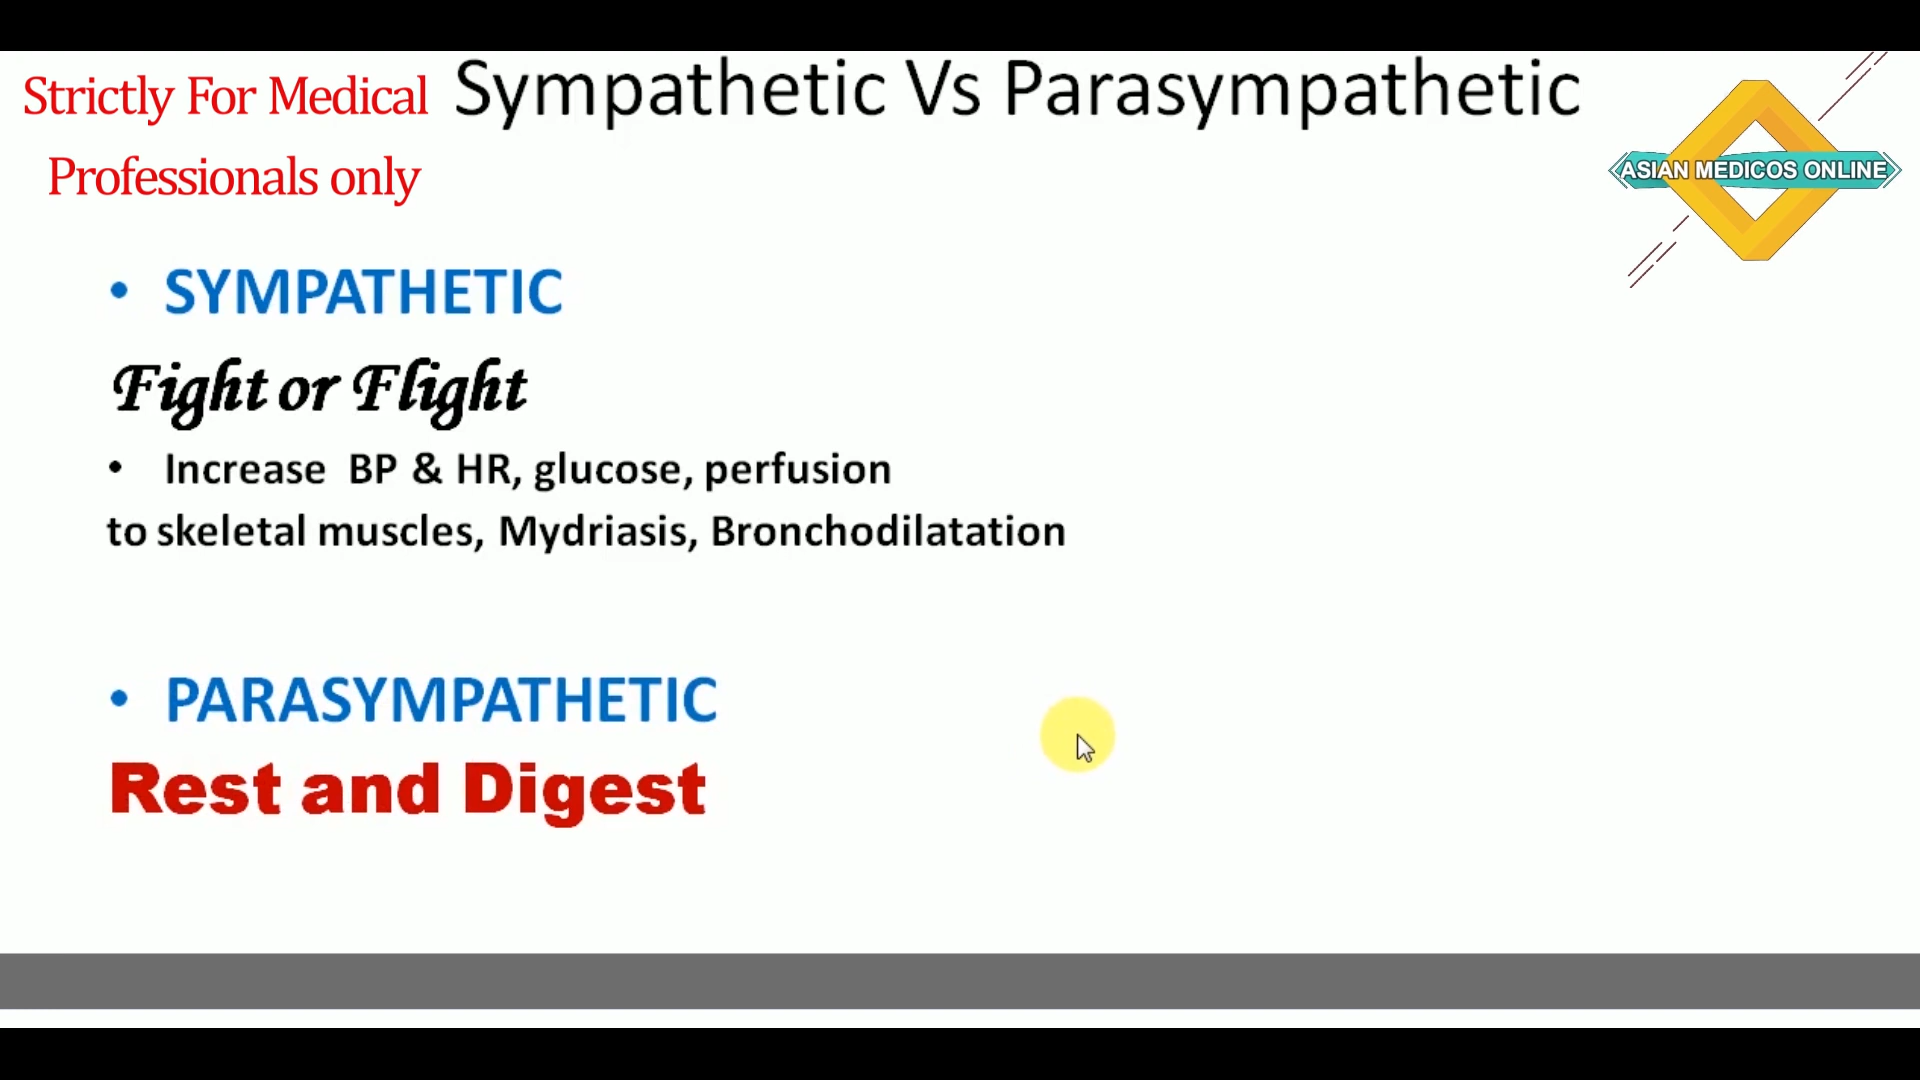 Strictly For Medical
Professionals only
Sympathetic Vs Parasympathetic
ASIAN MEDICOS ONLINE
• SYMPATHETIC
Fight or Flight
• Increase BP & HR, glucose, perfusion
to skeletal muscles, Mydriasis, Bronchodilatation
• PARASYMPATHETIC
Rest and Digest